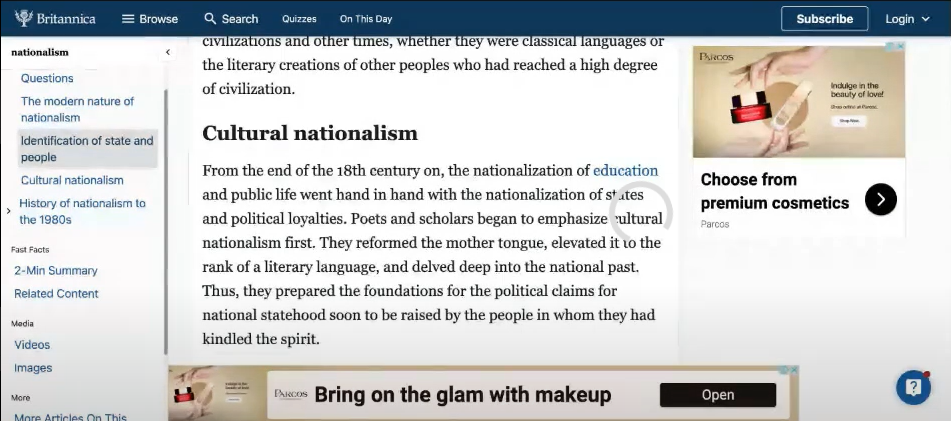 Britannica
Browse
Search
Quizzes
On This Day
Subscribe
Login
nationalism
Questions
The modern nature of
nationalism
Identification of state and
people
Cultural nationalism
History of nationalism to
the 1980s
Fast Facts
2-Min Summary
Related Content
Media
Videos
Images
More
More Articles On This
civilizations and other times, whether they were classical languages or
the literary creations of other peoples who had reached a high degree
of civilization.
Cultural nationalism
From the end of the 18th century on, the nationalization of education
and public life went hand in hand with the nationalization of states
and political loyalties. Poets and scholars began to emphasize cultural
nationalism first. They reformed the mother tongue, elevated it to the
rank of a literary language, and delved deep into the national past.
Thus, they prepared the foundations for the political claims for
national statehood soon to be raised by the people in whom they had
kindled the spirit.
PARCOS
Indulge in the
beauty of love!
Shop Now
Choose from
premium cosmetics
Parcos
PARCOS
Bring on the glam with makeup
Open